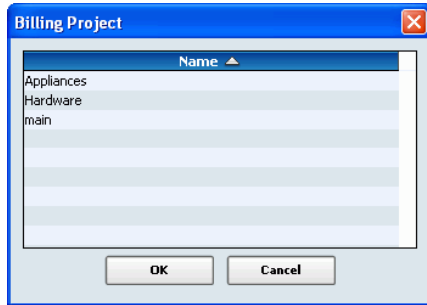 Billing Project
Name
Appliances
Hardware
main
OK
Cancel